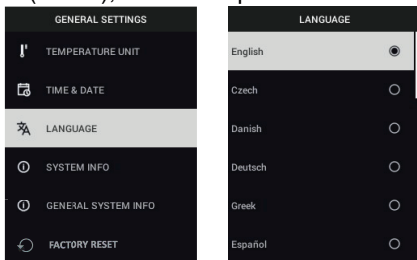 GENERAL SETTINGS
TEMPERATURE UNIT
TIME & DATE
LANGUAGE
SYSTEM INFO
GENERAL SYSTEM INFO
FACTORY RESET
LANGUAGE
English
Czech
Danish
Deutsch
Greek
Español